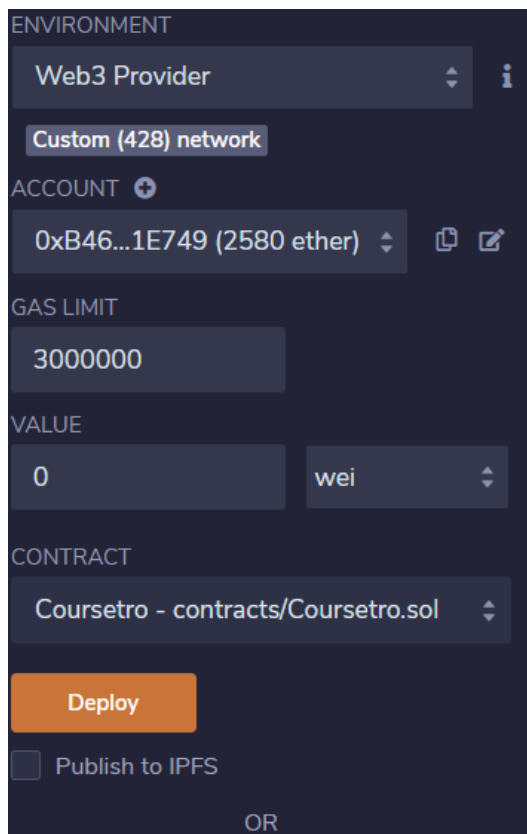 ENVIRONMENT
Web3 Provider
Custom (428) network
ACCOUNT
0xB46...1E749 (2580 ether)
GAS LIMIT
3000000
VALUE
0 wei
CONTRACT
Coursetro - contracts/Coursetro.sol
Deploy
Publish to IPFS
OR